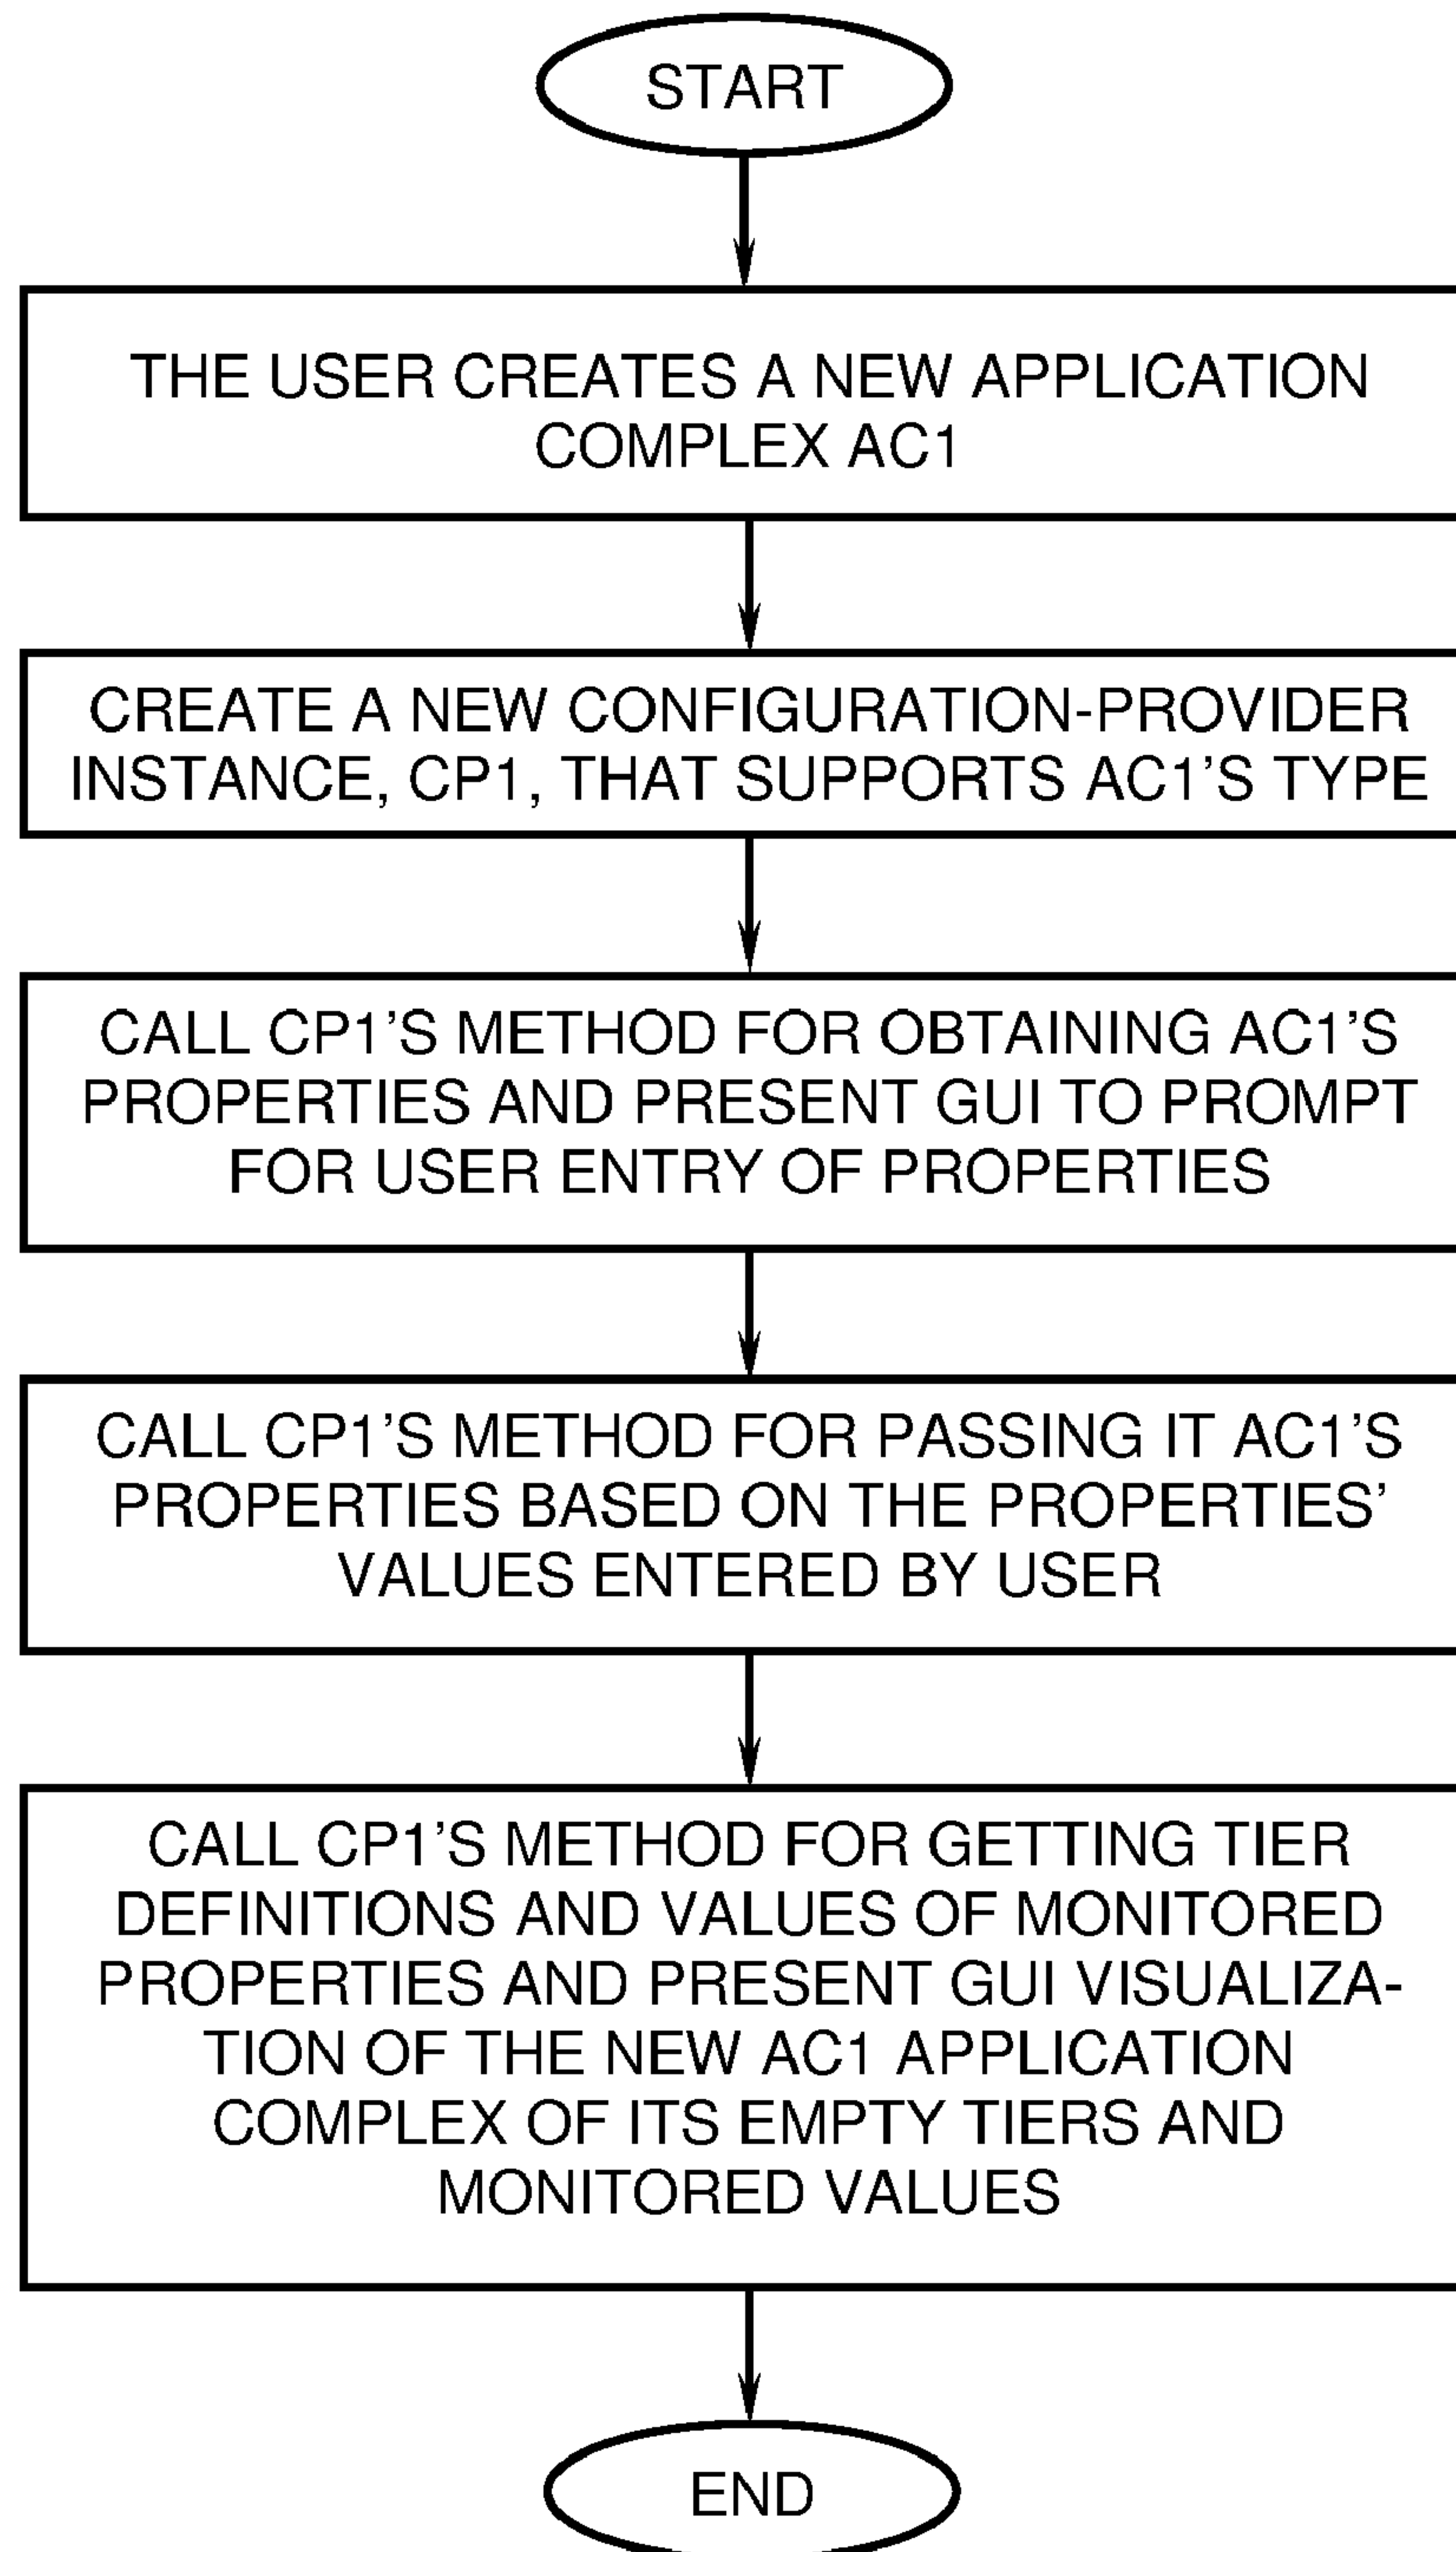 START
THE USER CREATES A NEW APPLICATION
COMPLEX AC1
CREATE A NEW CONFIGURATION-PROVIDER
INSTANCE, CP1, THAT SUPPORTS AC1'S TYPE
CALL CP1'S METHOD FOR OBTAINING AC1'S
PROPERTIES AND PRESENT GUI TO PROMPT
FOR USER ENTRY OF PROPERTIES
CALL CP1'S METHOD FOR PASSING IT AC1'S
PROPERTIES BASED ON THE PROPERTIES'
VALUES ENTERED BY USER
CALL CP1'S METHOD FOR GETTING TIER
DEFINITIONS AND VALUES OF MONITORED
PROPERTIES AND PRESENT GUI VISUALIZA-
TION OF THE NEW AC1 APPLICATION
COMPLEX OF ITS EMPTY TIERS AND
MONITORED VALUES
END